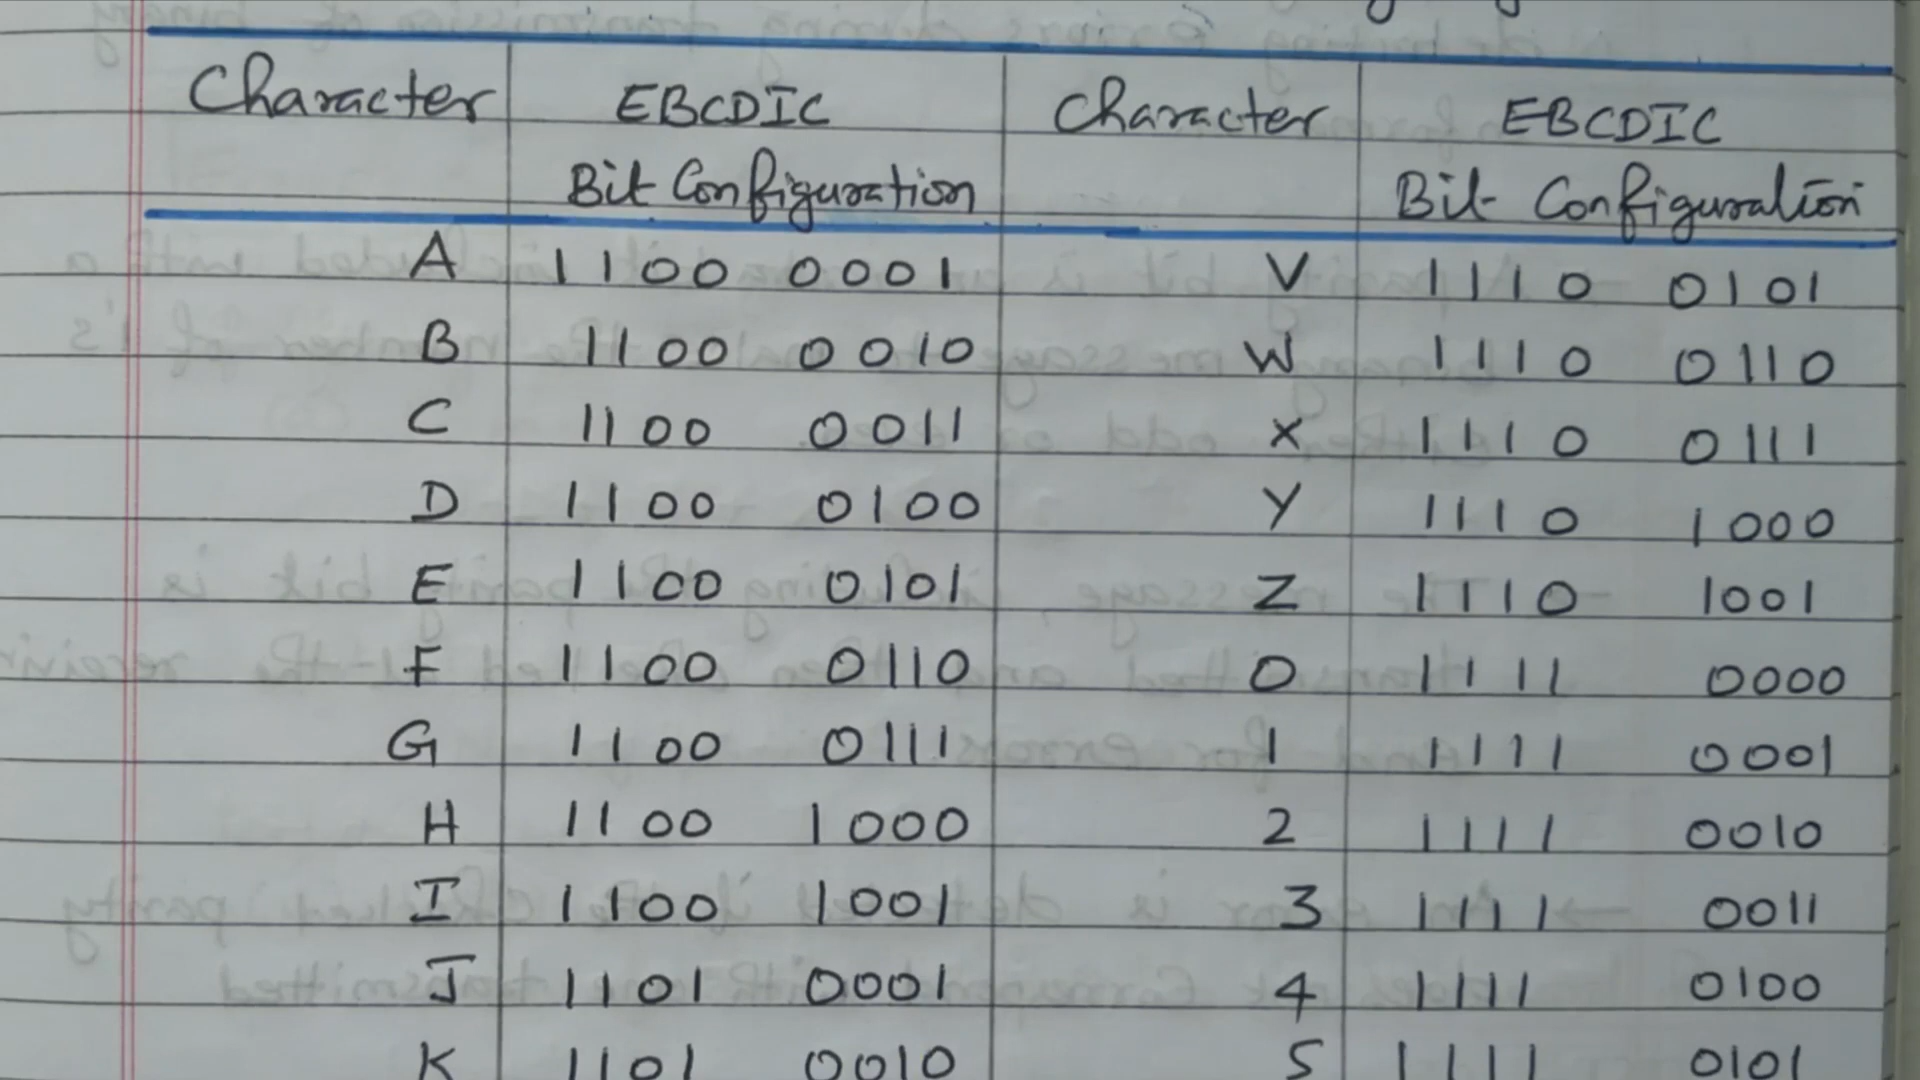 Character EBCDIC Character EBCDIC
Bit Configuration Bit Configuration
A 1100 0001 V 1110 0101
B 1100 0010 W 1110 0110
C 1100 0011 X 1110 0111
D 1100 0100 Y 1110 1000
E 1100 0101 Z 1110 1001
F 1100 0110 0 1111 0000
G 1100 0111 1 1111 0001
H 1100 1000 2 1111 0010
I 1100 1001 3 1111 0011
J 1101 0001 4 1111 0100
K 1101 0010 5 1111 0101